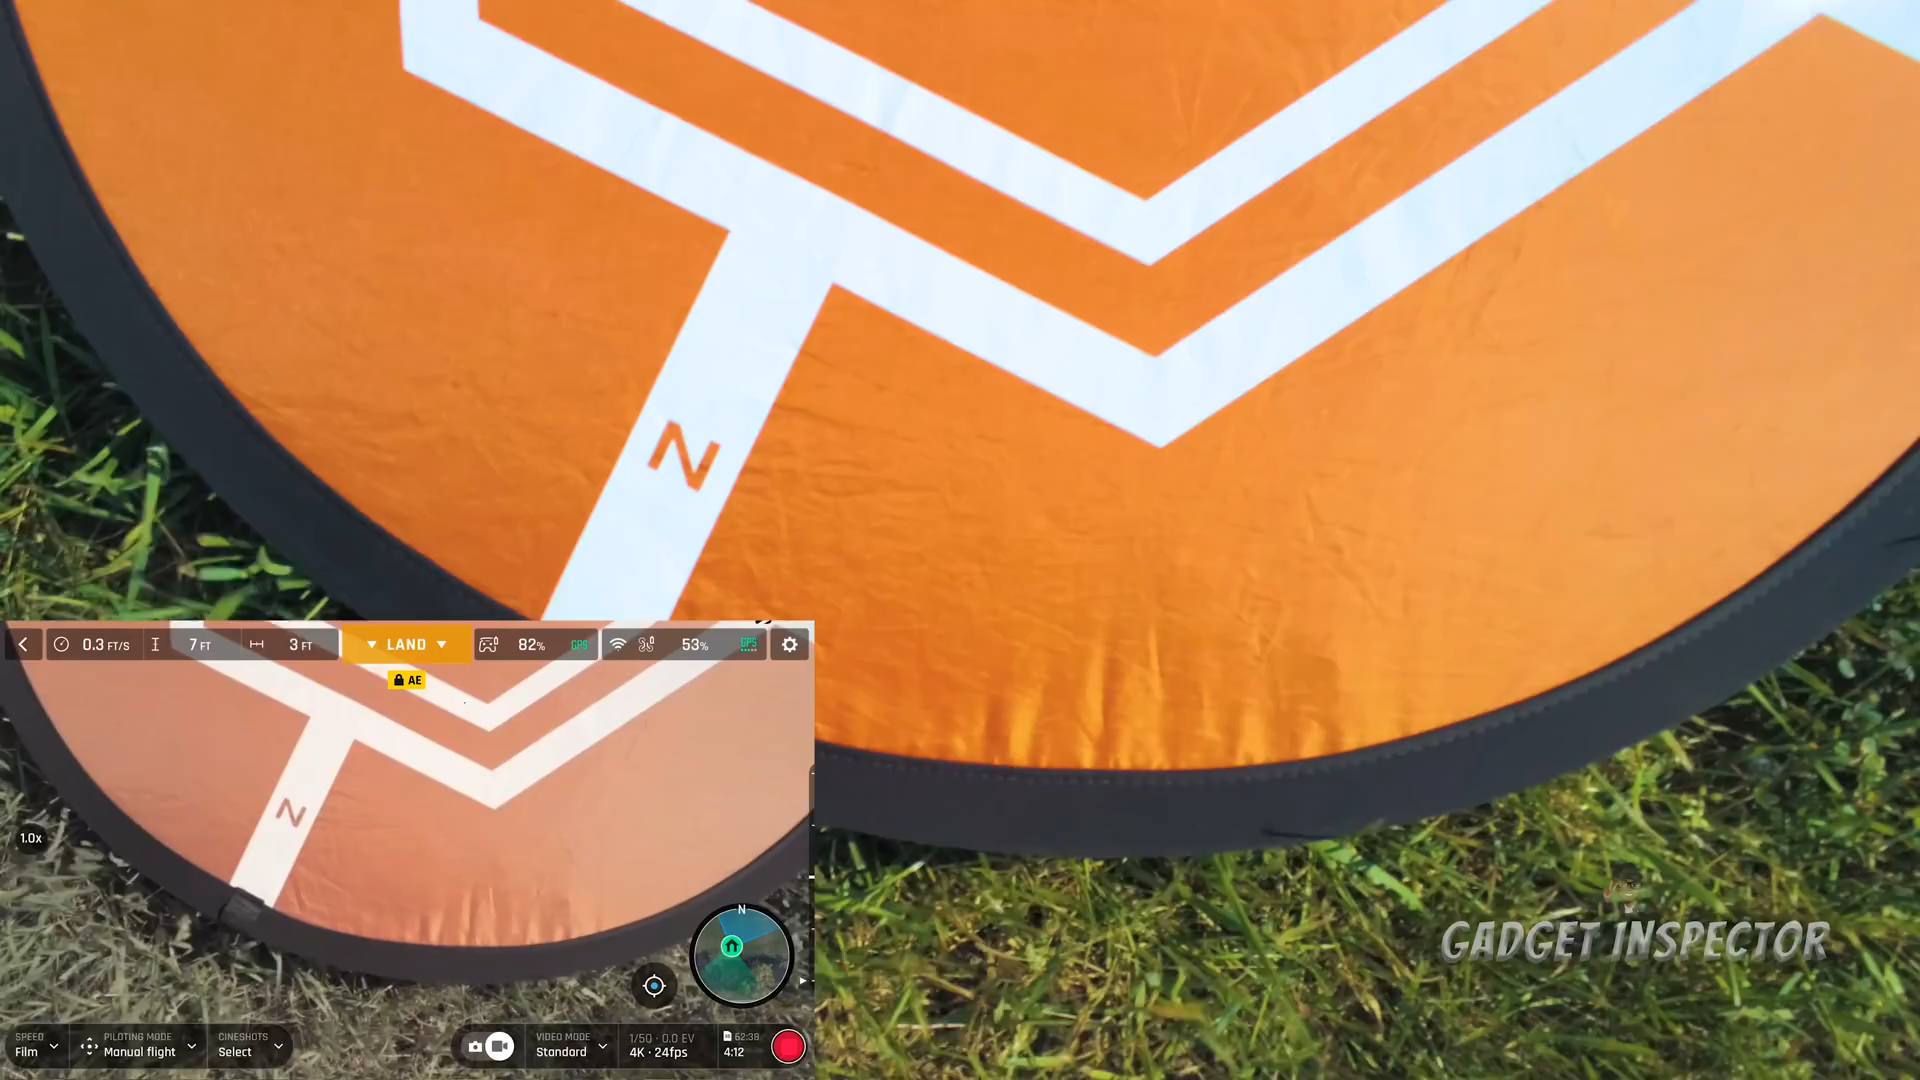 N
0.3 FT/S 7 FT 3 FT LAND 82% GPS 53% GPS
AE
N
1.0x
N
GADGET INSPECTOR
SPEED
Film
PILOTING MODE
Manual flight
CINESHOTS
Select
VIDEO MODE
Standard
1/50 · 0.0 EV
4K · 24fps
62:38
4:12